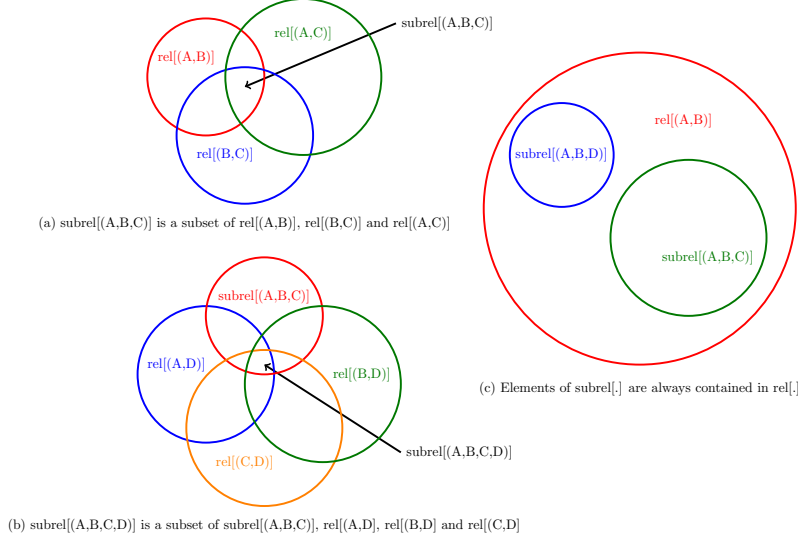 subrel[(A,B,C)]
rel[(A,C)]
rel[(A,B)]
rel[(B,C)]
(a) subrel[(A,B,C)] is a subset of rel[(A,B)], rel[(B,C)] and rel[(A,C)]
subrel[(A,B,C)]
rel[(A,D)]
rel[(B,D)]
rel[(C,D)]
subrel[(A,B,C,D)]
(b) subrel[(A,B,C,D)] is a subset of subrel[(A,B,C)], rel[(A,D], rel[(B,D] and rel[(C,D]
rel[(A,B)]
subrel[(A,B,D)]
subrel[(A,B,C)]
(c) Elements of subrel[.] are always contained in rel[.]